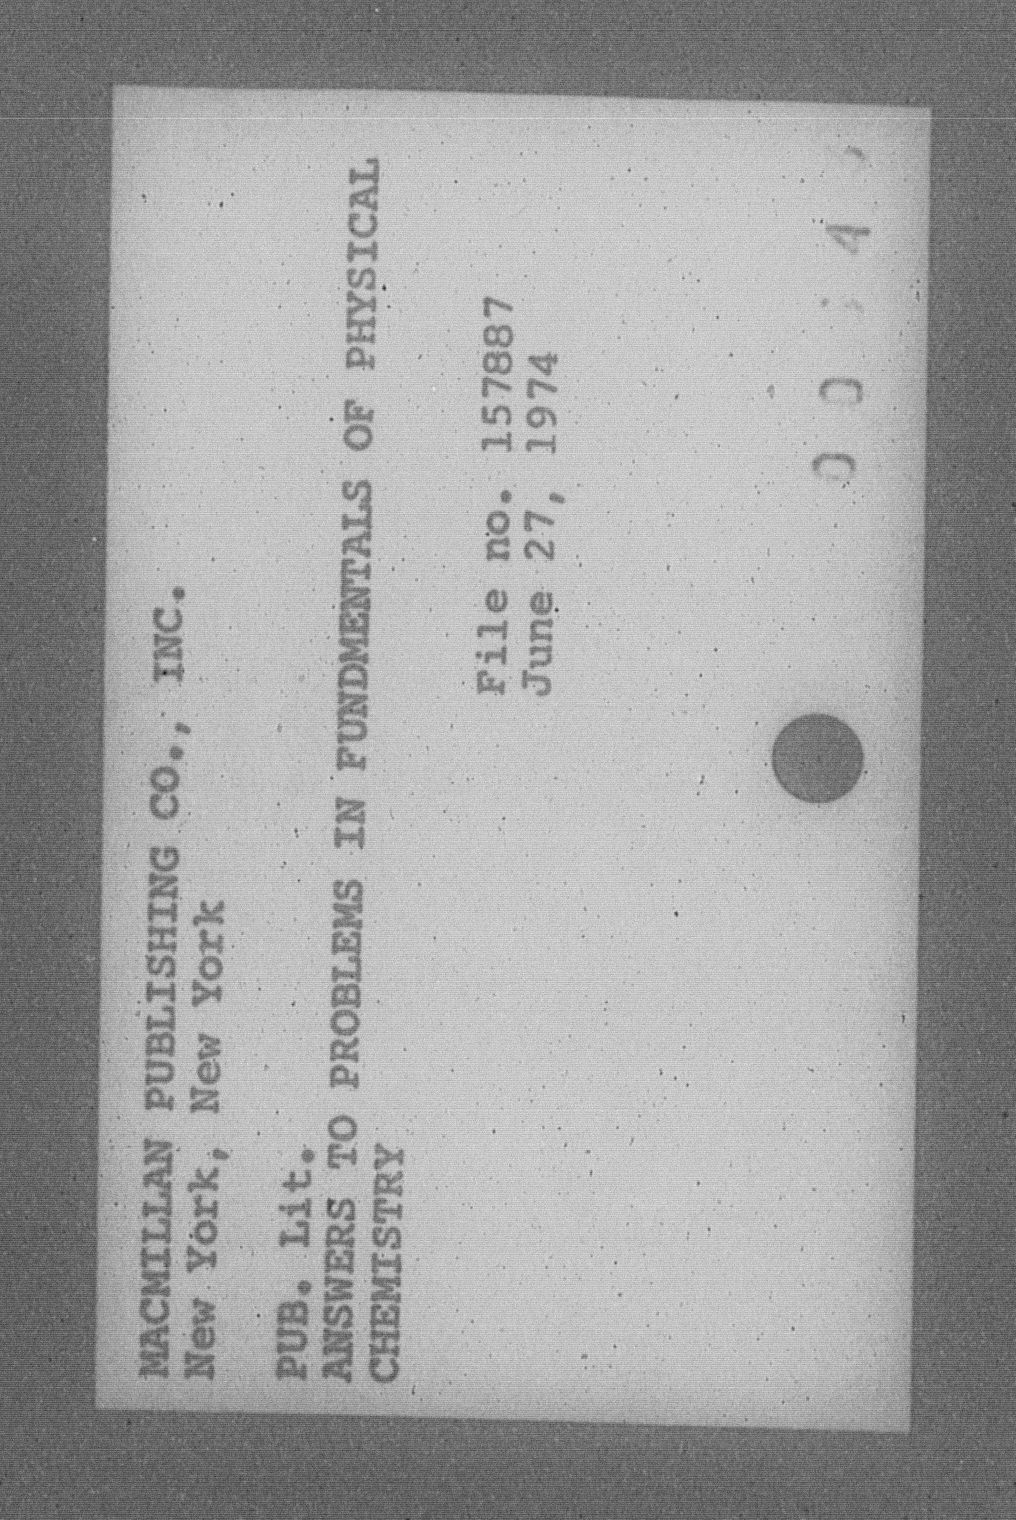 MACMILLAN PUBLISHING CO., INC.
New York, New York
PUB. Lit.
ANSWERS TO PROBLEMS IN FUNDMENTALS OF PHYSICAL
CHEMISTRY
File no. 157887
June 27, 1974